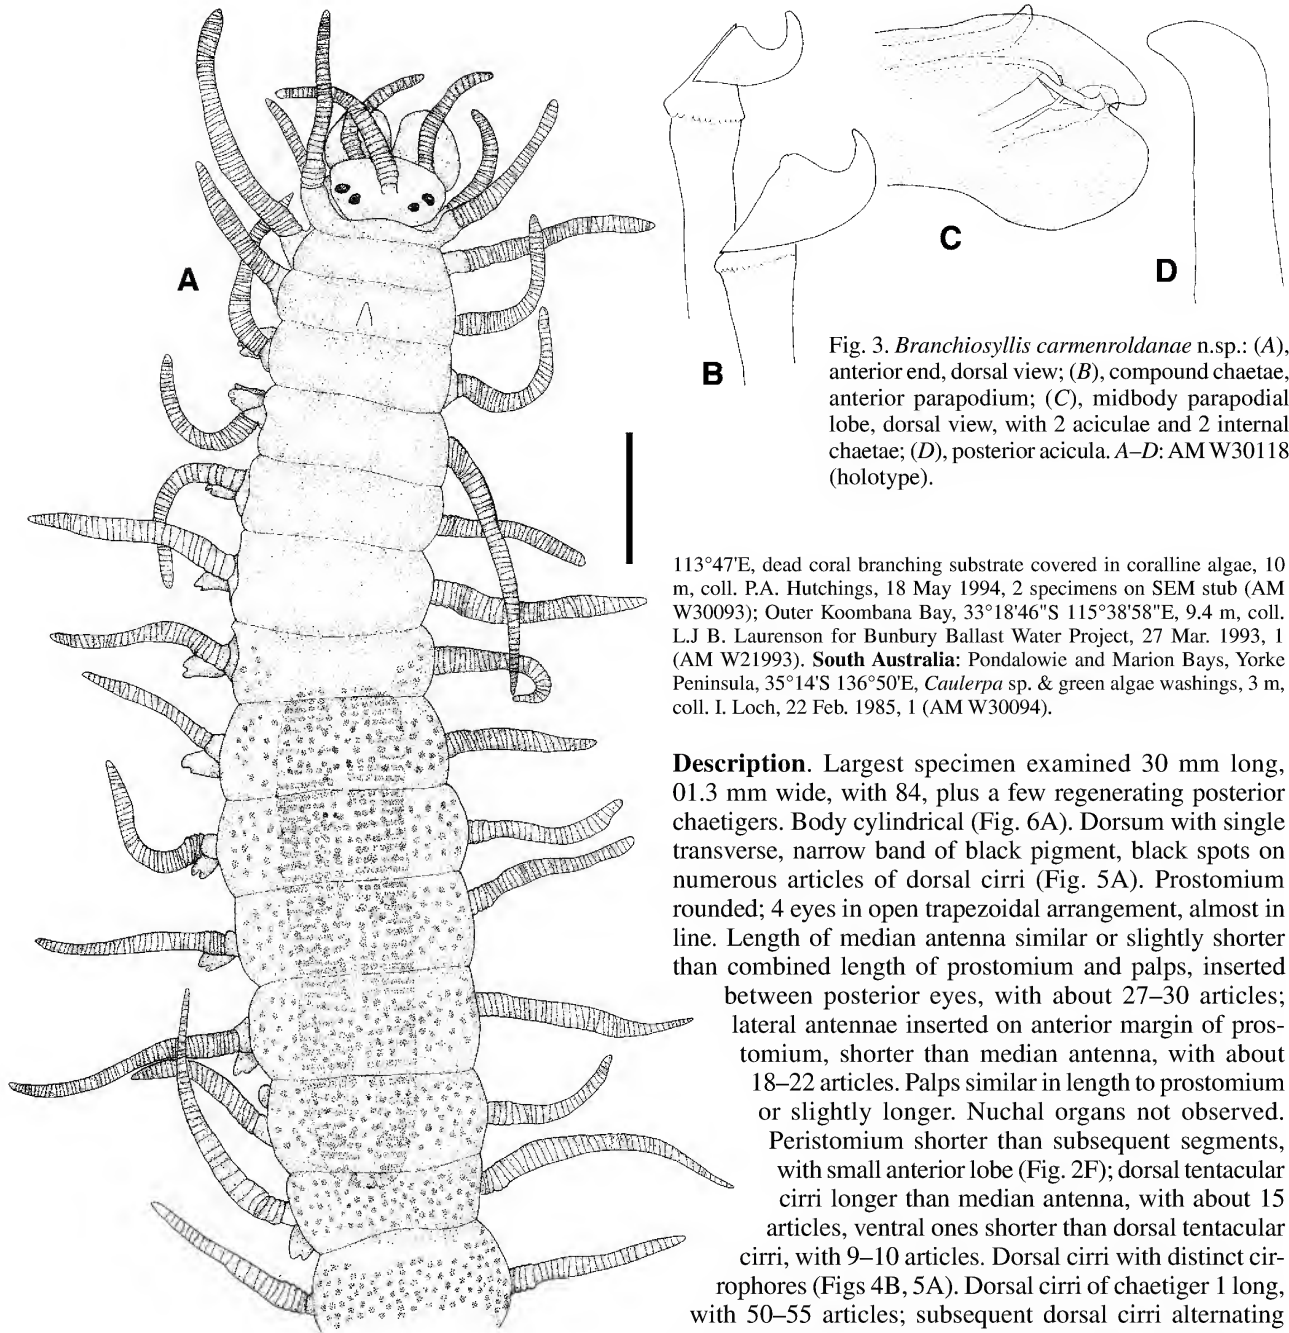 A
B
C
D
Fig. 3. Branchiosyllis carmenroldanae n.sp.: (A),
anterior end, dorsal view; (B), compound chaetae,
anterior parapodium; (C), midbody parapodial
lobe, dorsal view, with 2 aciculae and 2 internal
chaetae; (D), posterior acicula. A–D: AM W30118
(holotype).
113°47'E, dead coral branching substrate covered in coralline algae, 10
m, coll. P.A. Hutchings, 18 May 1994, 2 specimens on SEM stub (AM
W30093); Outer Koombana Bay, 33°18'46"S 115°38'58"E, 9.4 m, coll.
L.J B. Laurenson for Bunbury Ballast Water Project, 27 Mar. 1993, 1
(AM W21993). South Australia: Pondalowie and Marion Bays, Yorke
Peninsula, 35°14'S 136°50'E, Caulerpa sp. & green algae washings, 3 m,
coll. I. Loch, 22 Feb. 1985, 1 (AM W30094).
Description. Largest specimen examined 30 mm long,
01.3 mm wide, with 84, plus a few regenerating posterior
chaetigers. Body cylindrical (Fig. 6A). Dorsum with single
transverse, narrow band of black pigment, black spots on
numerous articles of dorsal cirri (Fig. 5A). Prostomium
rounded; 4 eyes in open trapezoidal arrangement, almost in
line. Length of median antenna similar or slightly shorter
than combined length of prostomium and palps, inserted
between posterior eyes, with about 27–30 articles;
lateral antennae inserted on anterior margin of pros-
tomium, shorter than median antenna, with about
18–22 articles. Palps similar in length to prostomium
or slightly longer. Nuchal organs not observed.
Peristomium shorter than subsequent segments,
with small anterior lobe (Fig. 2F); dorsal tentacular
cirri longer than median antenna, with about 15
articles, ventral ones shorter than dorsal tentacular
cirri, with 9–10 articles. Dorsal cirri with distinct cir-
rophores (Figs 4B, 5A). Dorsal cirri of chaetiger 1 long,
with 50–55 articles; subsequent dorsal cirri alternating